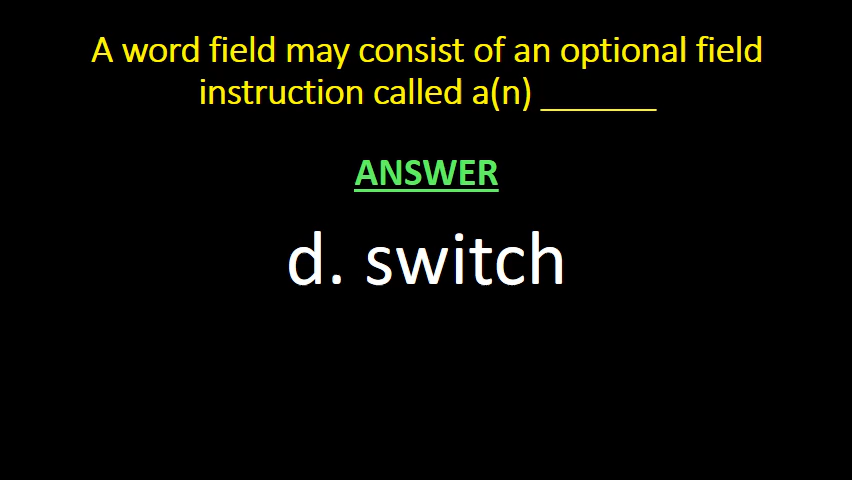 A word field may consist of an optional field
instruction called a(n) ______
ANSWER
d. switch